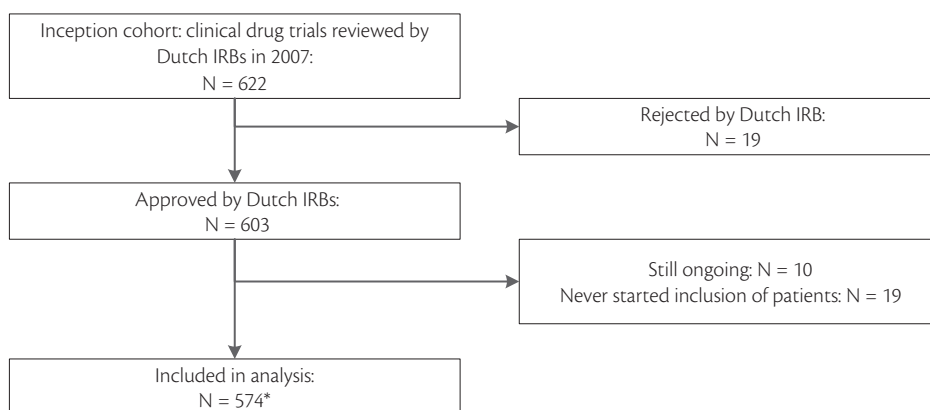 Inception cohort: clinical drug trials reviewed by
Dutch IRBs in 2007:
N = 622
Rejected by Dutch IRB:
N = 19
Approved by Dutch IRBs:
N = 603
Still ongoing: N = 10
Never started inclusion of patients: N = 19
Included in analysis:
N = 574*